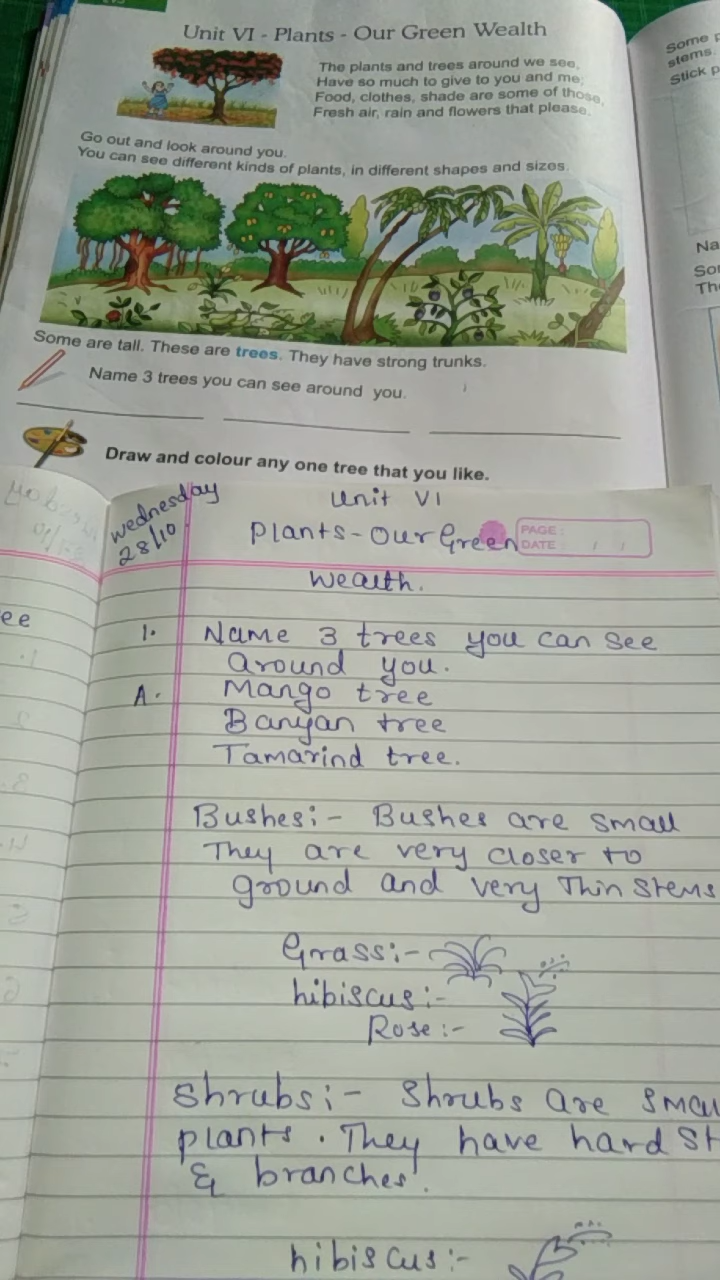 Unit VI - Plants - Our Green Wealth
The plants and trees around we see,
Have so much to give to you and me;
Food, clothes, shade are some of those,
Fresh air, rain and flowers that please.
Go out and look around you.
You can see different kinds of plants, in different shapes and sizes.
Some are tall. These are trees. They have strong trunks.
Name 3 trees you can see around you.
Draw and colour any one tree that you like.
Some
stems
Stick
Na
Th
wednesday
28/10
Unit VI
Plants-Our Green
PAGE:
DATE: / /
Wealth.
ee
1. Name 3 trees you can see
around you.
A. Mango tree
Banyan tree
Tamarind tree.
Bushes:- Bushes are small
They are very closer to
ground and very Thin stems
Grass:-
hibiscus:-
Rose:-
Shrubs:- Shrubs are smal
plants. They have hard st
& branches.
hibiscus:-